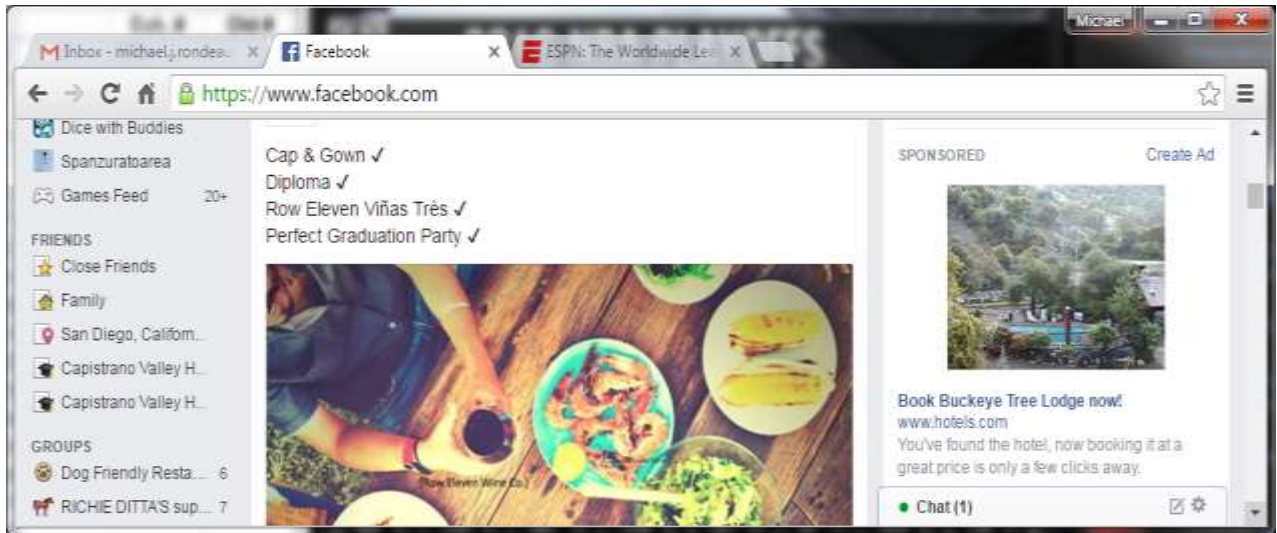 Michael
Inbox - michael.j.rondeau
Facebook
ESPN: The Worldwide Lea
https://www.facebook.com
Dice with Buddies
Spanzuratoarea
Games Feed 20+
FRIENDS
Close Friends
Family
San Diego, Californ...
Capistrano Valley H...
Capistrano Valley H...
GROUPS
Dog Friendly Resta... 6
RICHIE DITTA'S sup... 7
Cap & Gown ✓
Diploma ✓
Row Eleven Viñas Très ✓
Perfect Graduation Party ✓
(Row Eleven Wine Co.)
SPONSORED Create Ad
Book Buckeye Tree Lodge now!
www.hotels.com
You've found the hotel, now booking it at a
great price is only a few clicks away.
Chat (1)